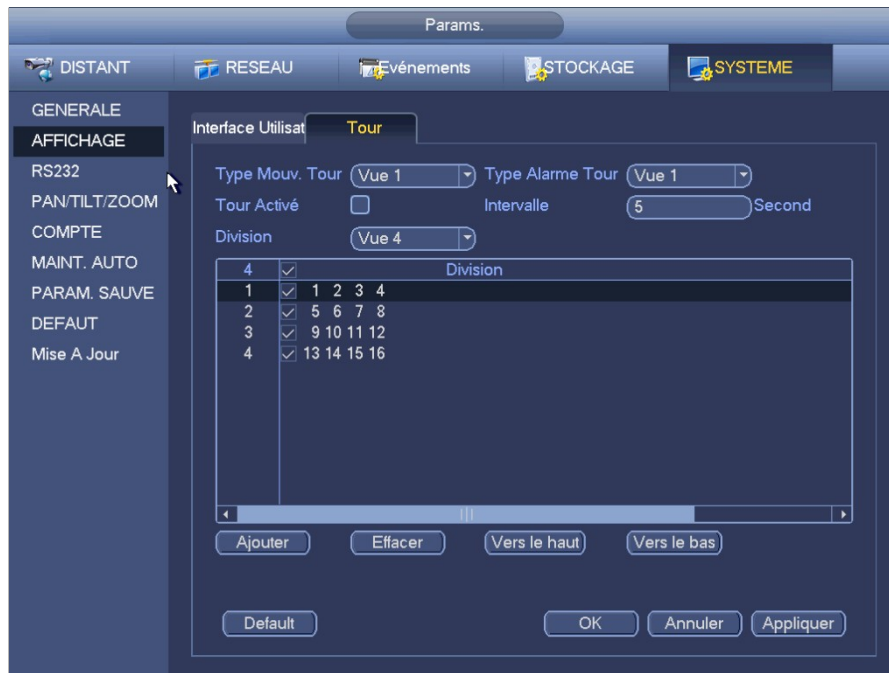 Params.
DISTANT RESEAU Evénements STOCKAGE SYSTEME
GENERALE
AFFICHAGE
RS232
PAN/TILT/ZOOM
COMPTE
MAINT. AUTO
PARAM. SAUVE
DEFAUT
Mise A Jour
Interface Utilisat Tour
Type Mouv. Tour Vue 1 Type Alarme Tour Vue 1
Tour Activé Intervalle 5 Second
Division Vue 4
4 Division
1 1 2 3 4
2 5 6 7 8
3 9 10 11 12
4 13 14 15 16
Ajouter Effacer Vers le haut Vers le bas
Default OK Annuler Appliquer